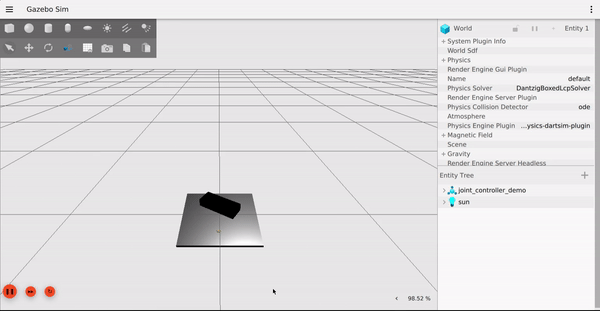 Gazebo Sim
World
Entity 1
System Plugin Info
World Sdf
Physics
Render Engine Gui Plugin
Name default
Physics Solver DantzigBoxedLcpSolver
Render Engine Server Plugin
Physics Collision Detector ode
Atmosphere
Physics Engine Plugin ...ysics-dartsim-plugin
Magnetic Field
Scene
Gravity
Render Engine Server Headless
Entity Tree
joint_controller_demo
sun
98.52 %